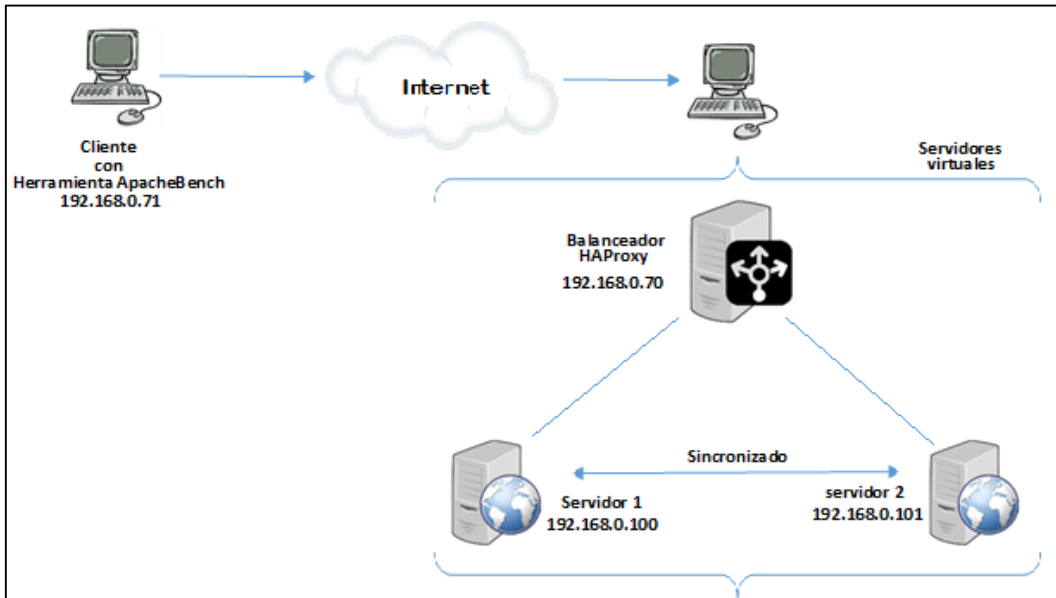 Internet
Cliente
con
Herramienta ApacheBench
192.168.0.71
Servidores
virtuales
Balanceador
HAProxy
192.168.0.70
Sincronizado
Servidor 1
192.168.0.100
servidor 2
192.168.0.101